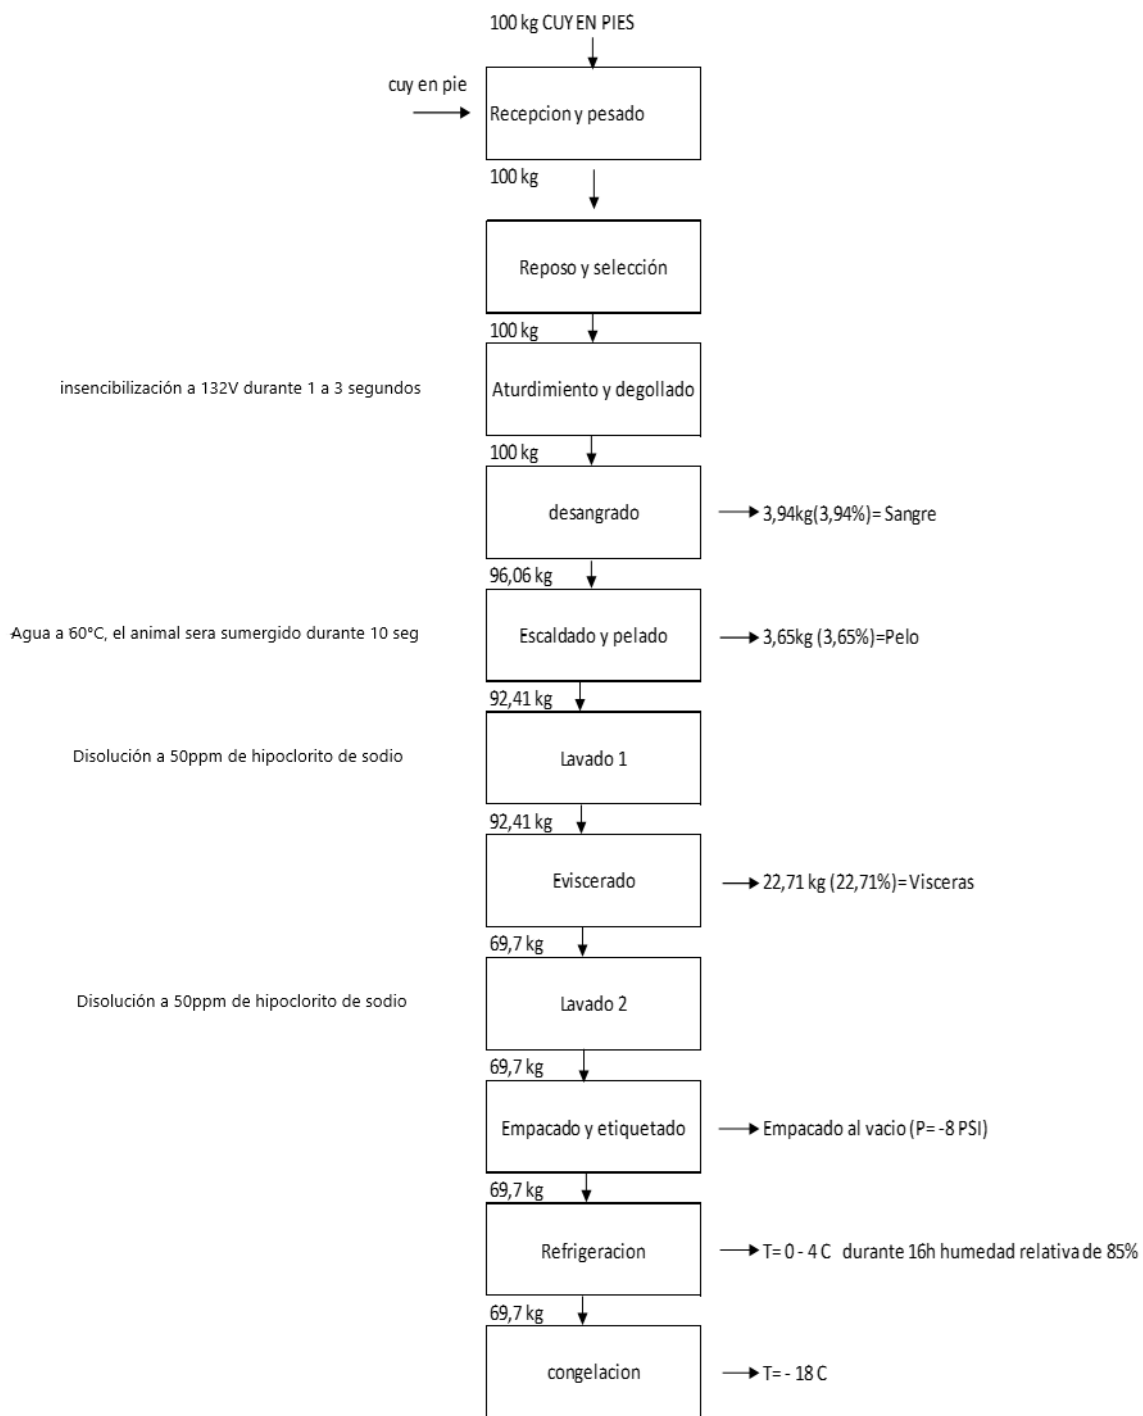 100 kg CUY EN PIES
cuy en pie
Recepcion y pesado
100 kg
Reposo y selección
100 kg
insencibilización a 132V durante 1 a 3 segundos
Aturdimiento y degollado
100 kg
desangrado
3,94kg(3,94%)= Sangre
96,06 kg
Agua a 60°C, el animal sera sumergido durante 10 seg
Escaldado y pelado
3,65kg (3,65%)=Pelo
92,41 kg
Disolución a 50ppm de hipoclorito de sodio
Lavado 1
92,41 kg
Eviscerado
22,71 kg (22,71%)= Visceras
69,7 kg
Disolución a 50ppm de hipoclorito de sodio
Lavado 2
69,7 kg
Empacado y etiquetado
Empacado al vacio (P= -8 PSI)
69,7 kg
Refrigeracion
T= 0 - 4 C durante 16h humedad relativa de 85%
69,7 kg
congelacion
T= - 18 C